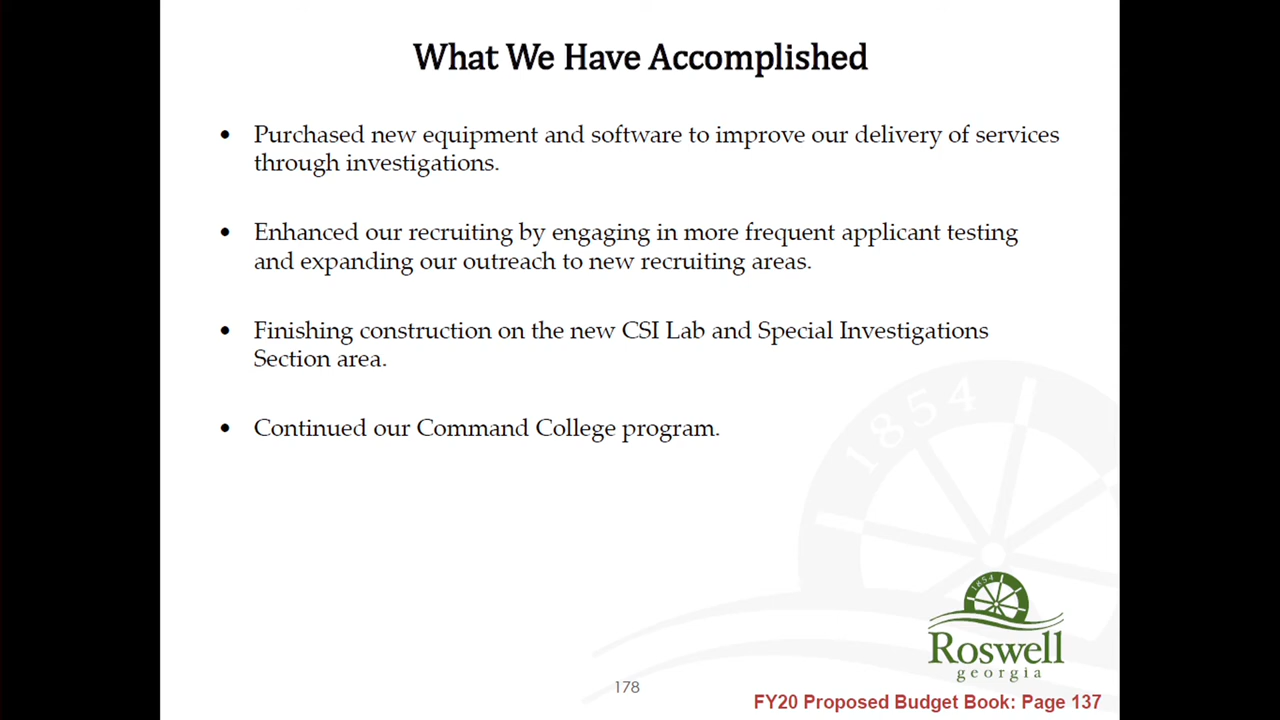 What We Have Accomplished
• Purchased new equipment and software to improve our delivery of services
through investigations.
• Enhanced our recruiting by engaging in more frequent applicant testing
and expanding our outreach to new recruiting areas.
• Finishing construction on the new CSI Lab and Special Investigations
Section area.
• Continued our Command College program.
1854
1854
Roswell
georgia
178
FY20 Proposed Budget Book: Page 137